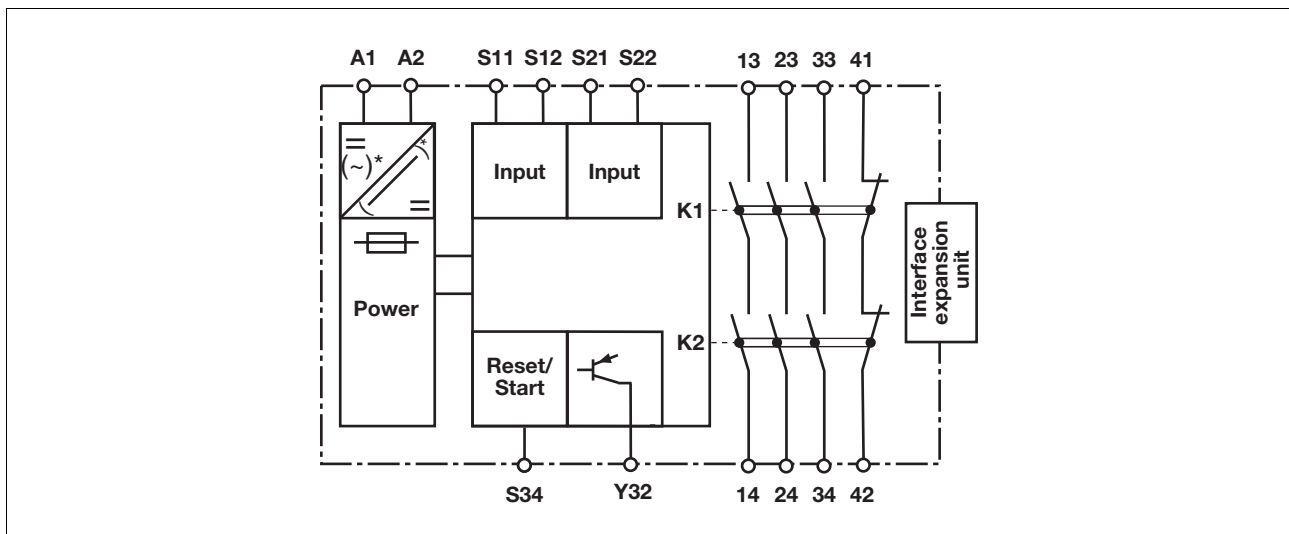 A1 A2 S11 S12 S21 S22 13 23 33 41
= (~)* ( * ) =
Input Input
K1
Power
Interface
expansion
unit
K2
Reset/
Start
S34 Y32 14 24 34 42